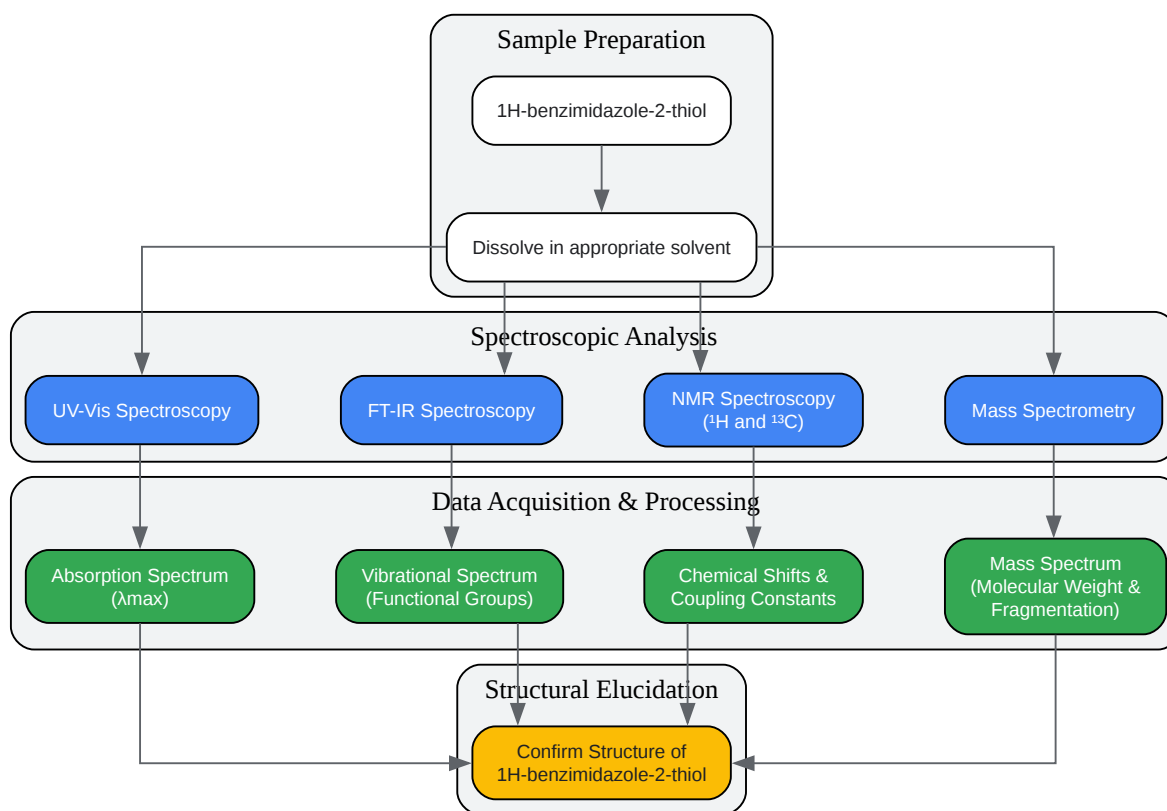 Sample Preparation
1H-benzimidazole-2-thiol
Dissolve in appropriate solvent
Spectroscopic Analysis
UV-Vis Spectroscopy
FT-IR Spectroscopy
NMR Spectroscopy
(¹H and ¹³C)
Mass Spectrometry
Data Acquisition & Processing
Absorption Spectrum
(λmax)
Vibrational Spectrum
(Functional Groups)
Chemical Shifts &
Coupling Constants
Mass Spectrum
(Molecular Weight &
Fragmentation)
Structural Elucidation
Confirm Structure of
1H-benzimidazole-2-thiol